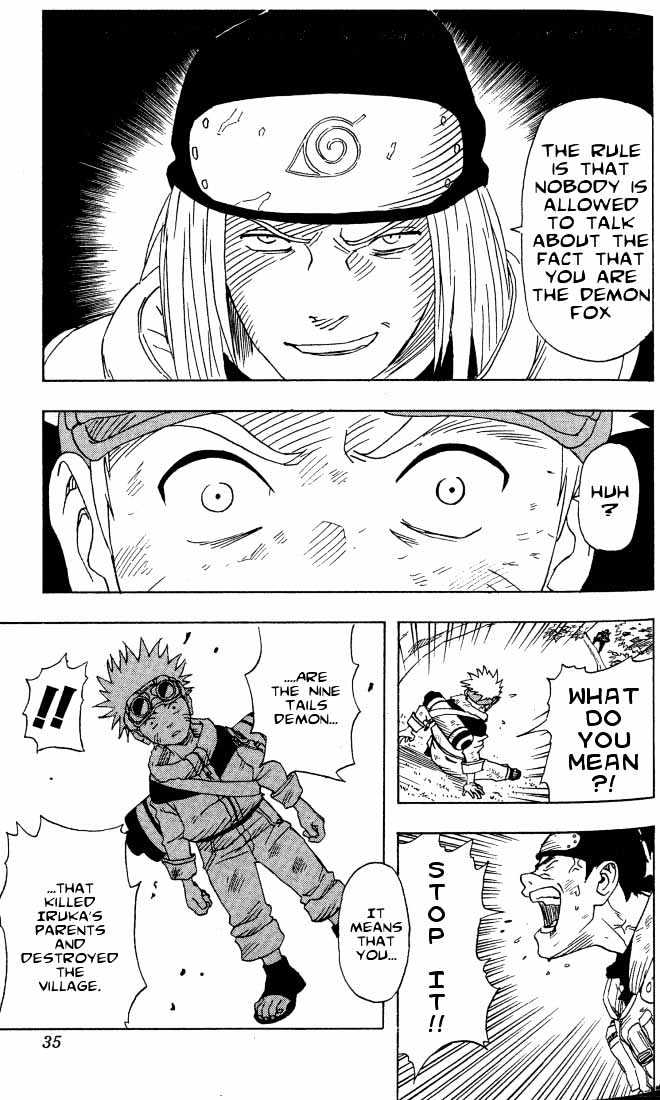 THE RULE
IS THAT
NOBODY IS
ALLOWED
TO TALK
ABOUT THE
FACT THAT
YOU ARE
THE DEMON
FOX
HUH
?
WHAT
DO
YOU
MEAN
?!
STOP
IT!!
IT
MEANS
THAT
YOU...
....ARE
THE NINE
TAILS
DEMON...
!!
...THAT
KILLED
IRUKA'S
PARENTS
AND
DESTROYED
THE
VILLAGE.
35